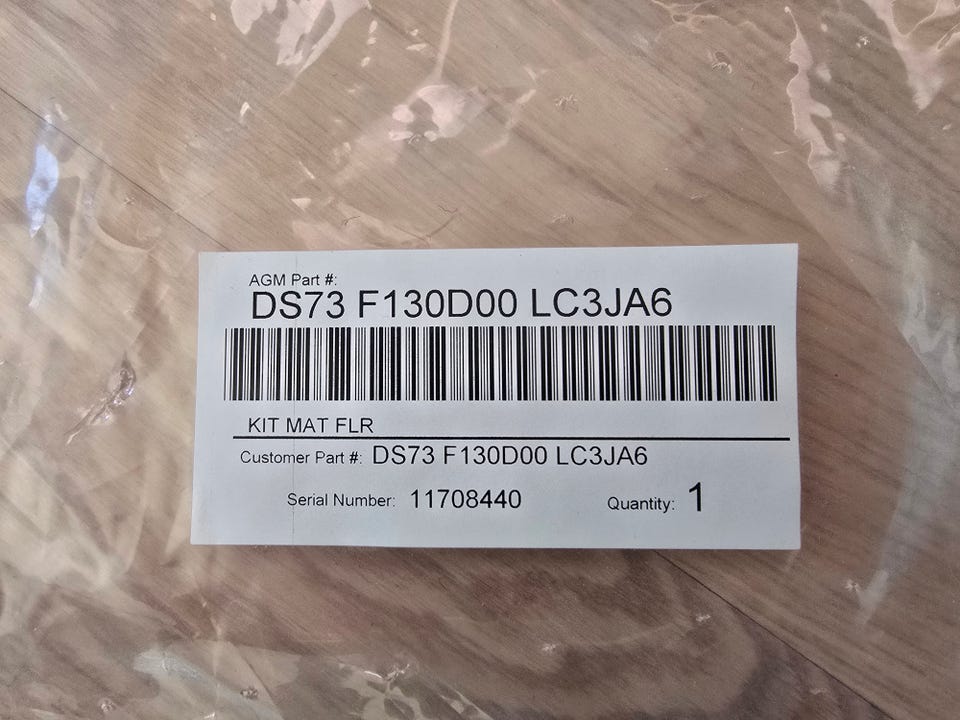 AGM Part #:
DS73 F130D00 LC3JA6
KIT MAT FLR
Customer Part #: DS73 F130D00 LC3JA6
Serial Number: 11708440 Quantity: 1